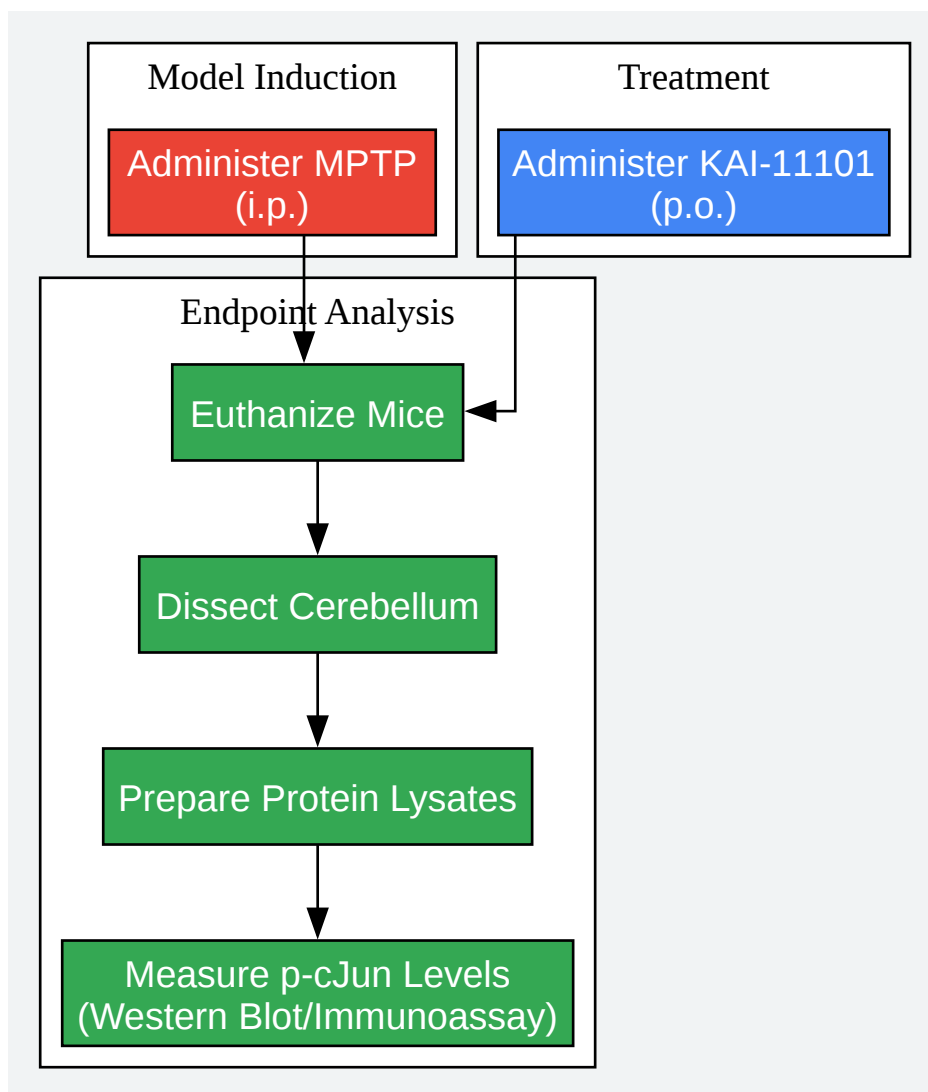 Model Induction
Administer MPTP
(i.p.)
Treatment
Administer KAI-11101
(p.o.)
Endpoint Analysis
Euthanize Mice
Dissect Cerebellum
Prepare Protein Lysates
Measure p-cJun Levels
(Western Blot/Immunoassay)